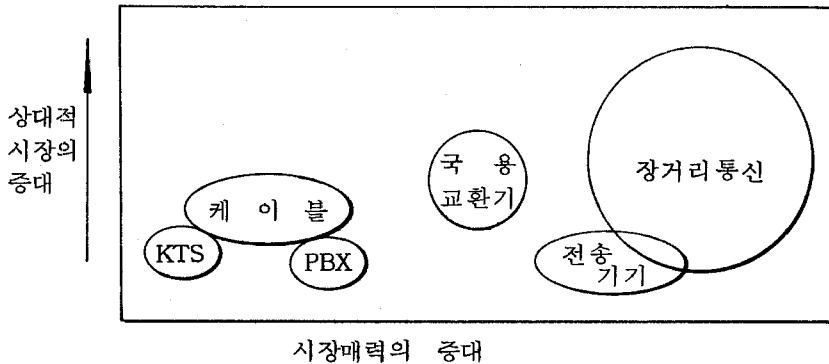 상대적
시장의
증대
국 용
교환기
장거리통신
케 이 블
KTS
PBX
전송
기기
시장매력의 증대